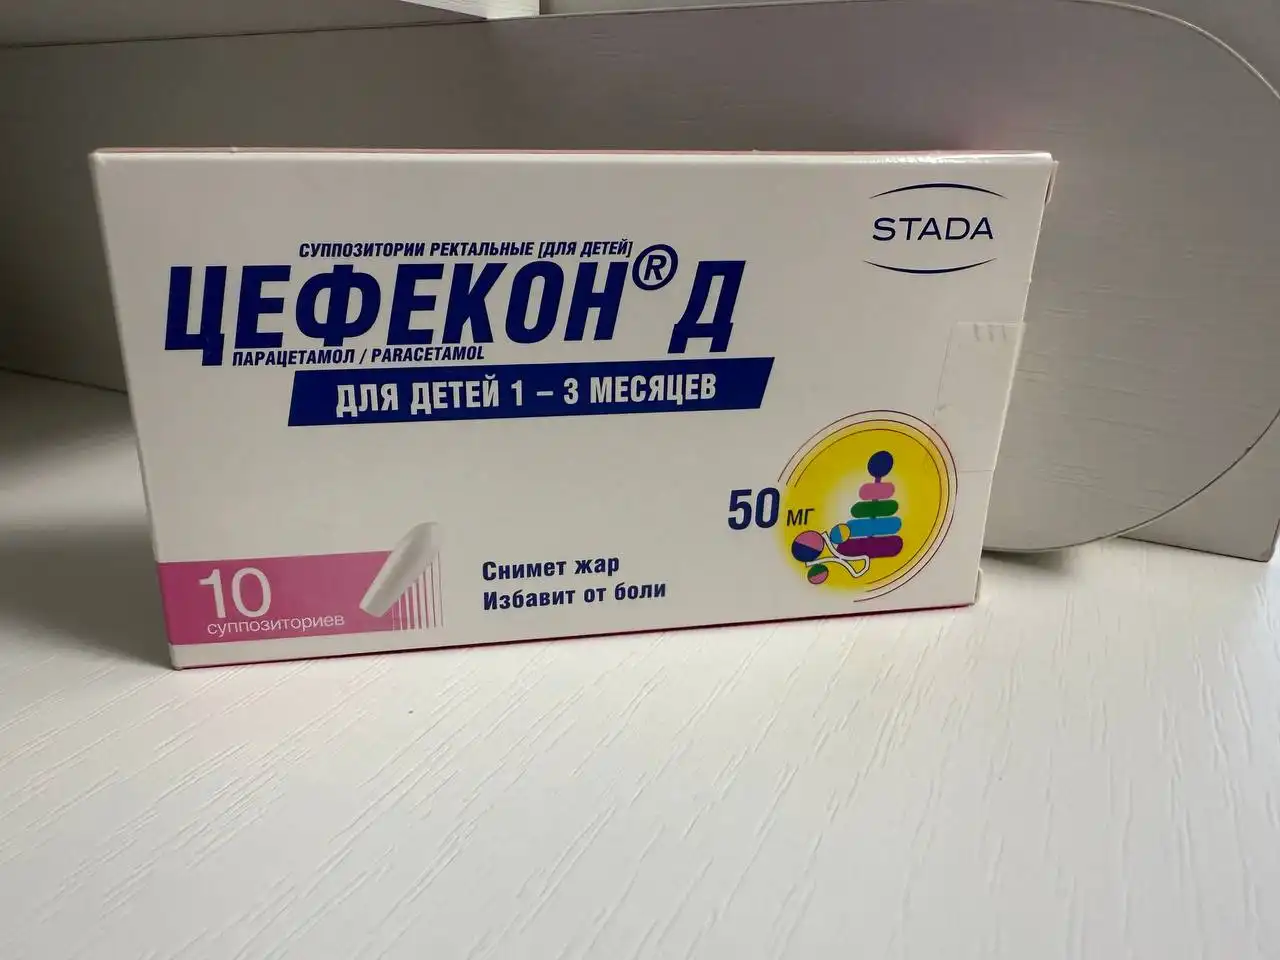 STADA
СУППОЗИТОРИИ РЕКТАЛЬНЫЕ [ДЛЯ ДЕТЕЙ]
ЦЕФЕКОН® Д
ПАРАЦЕТАМОЛ / PARACETAMOL
ДЛЯ ДЕТЕЙ 1 – 3 МЕСЯЦЕВ
50 мг
10
суппозиториев
Снимет жар
Избавит от боли